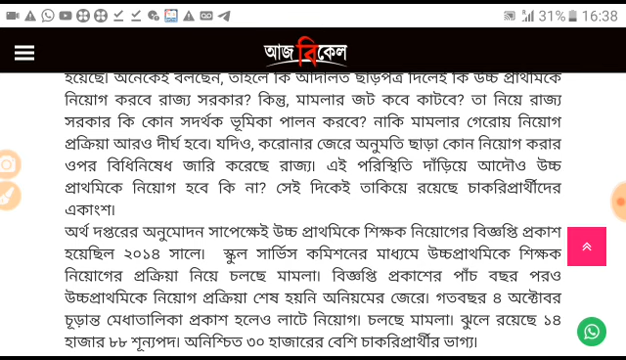 31% 16:38
আজ বিকেল
হয়েছে। অনেকেই বলছেন, তাহলে কি আদালত ছাড়পত্র দিলেই কি উচ্চ প্রাথমিকে
নিয়োগ করবে রাজ্য সরকার? কিন্তু, মামলার জট কবে কাটবে? তা নিয়ে রাজ্য
সরকার কি কোন সদর্থক ভূমিকা পালন করবে? নাকি মামলার গেরোয় নিয়োগ
প্রক্রিয়া আরও দীর্ঘ হবে। যদিও, করোনার জেরে অনুমতি ছাড়া কোন নিয়োগ করার
ওপর বিধিনিষেধ জারি করেছে রাজ্য। এই পরিস্থিতি দাঁড়িয়ে আদৌও উচ্চ
প্রাথমিকে নিয়োগ হবে কি না? সেই দিকেই তাকিয়ে রয়েছে চাকরিপ্রার্থীদের
একাংশ।
অর্থ দপ্তরের অনুমোদন সাপেক্ষেই উচ্চ প্রাথমিকে শিক্ষক নিয়োগের বিজ্ঞপ্তি প্রকাশ
হয়েছিল ২০১৪ সালে। স্কুল সার্ভিস কমিশনের মাধ্যমে উচ্চপ্রাথমিকে শিক্ষক
নিয়োগের প্রক্রিয়া নিয়ে চলছে মামলা। বিজ্ঞপ্তি প্রকাশের পাঁচ বছর পরও
উচ্চপ্রাথমিকে নিয়োগ প্রক্রিয়া শেষ হয়নি অনিয়মের জেরে। গতবছর ৪ অক্টোবর
চূড়ান্ত মেধাতালিকা প্রকাশ হলেও লাটে নিয়োগ। চলছে মামলা। ঝুলে রয়েছে ১৪
হাজার ৮৮ শূন্যপদ। অনিশ্চিত ৩০ হাজারের বেশি চাকরিপ্রার্থীর ভাগ্য।